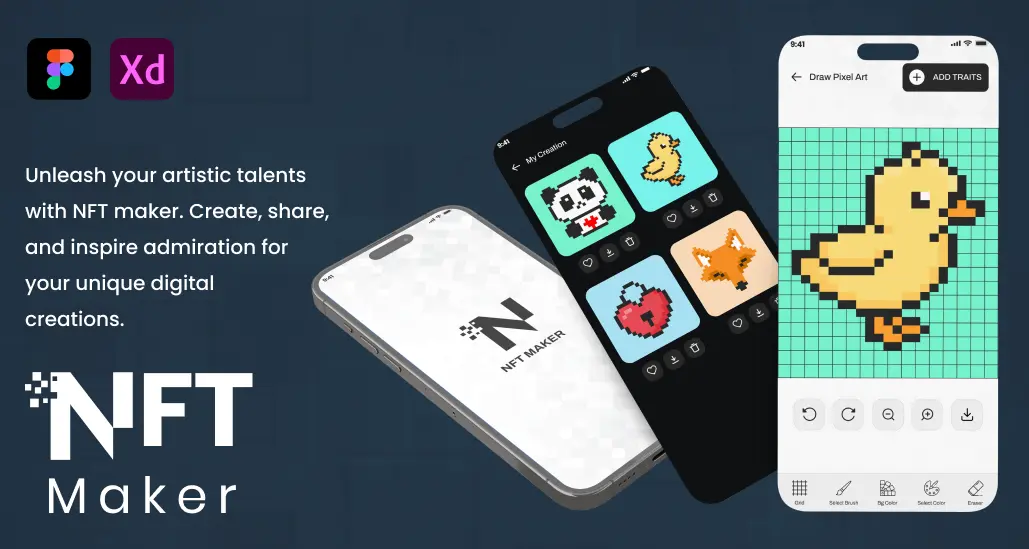 Xd
Unleash your artistic talents
with NFT maker. Create, share,
and inspire admiration for
your unique digital
creations.
NFT
Maker
9:41
NFT MAKER
9:41
My Creation
9:41
Draw Pixel Art
ADD TRAITS
Grid
Select Brush
Bg Color
Select Color
Eraser